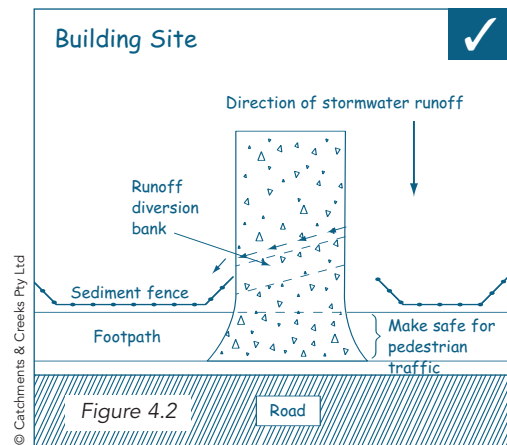 Building Site
✓
Direction of stormwater runoff
Runoff
diversion
bank
Sediment fence
Footpath
Make safe for
pedestrian
traffic
Figure 4.2
Road
© Catchments & Creeks Pty Ltd